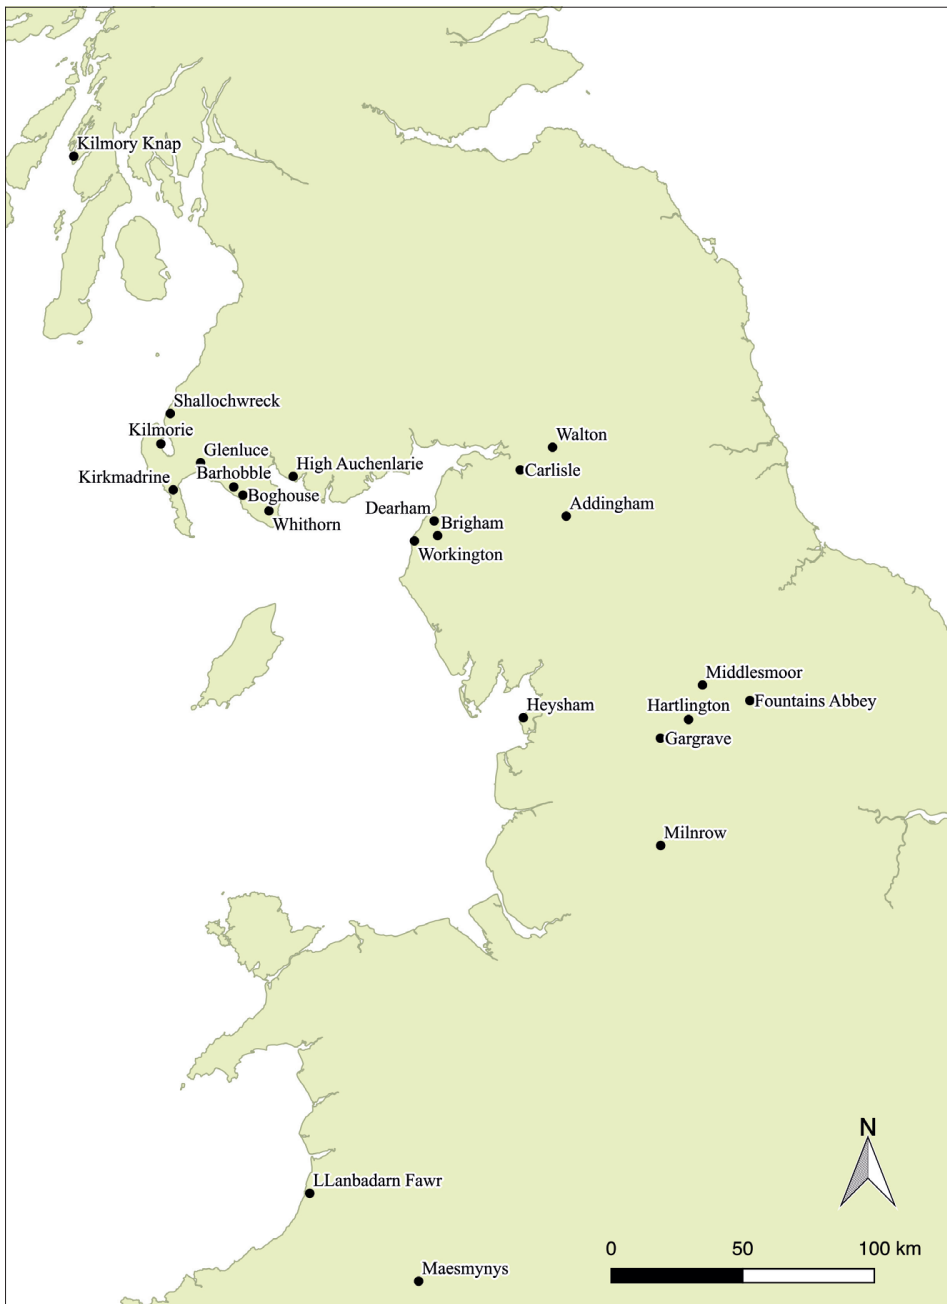 Kilmory Knap
Shallochwreck
Kilmorie
Glenluce
Walton
High Auchenlarie
Barhobble
Carlisle
Kirkmadrine
Boghouse
Dearham
Addingham
Whithorn
Brigham
Workington
Middlesmoor
Fountains Abbey
Heysham
Hartlington
Gargrave
Milnrow
N
LLanbadarn Fawr
0 50 100 km
Maesmynys